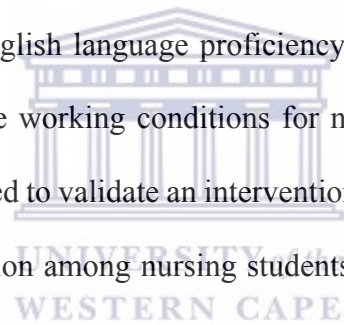 glish language proficiency
e working conditions for n
ed to validate an intervention
UNIVERSITY of the
ion among nursing students
WESTERN CAPE